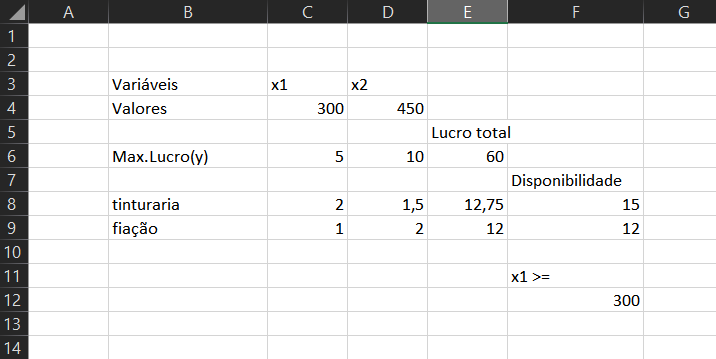 A B C D E F G
1
2
3 Variáveis x1 x2
4 Valores 300 450
5 Lucro total
6 Max.Lucro(y) 5 10 60
7 Disponibilidade
8 tinturaria 2 1,5 12,75 15
9 fiação 1 2 12 12
10
11 x1 >=
12 300
13
14